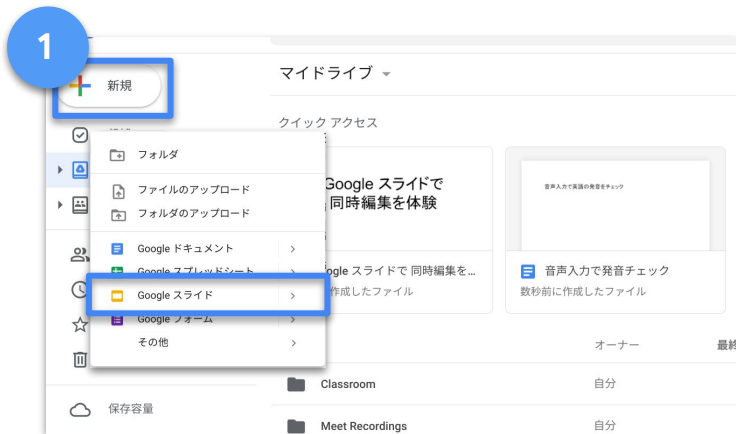 1
新規
マイドライブ
クイック アクセス
フォルダ
ファイルのアップロード
フォルダのアップロード
Google ドキュメント
Google スプレッドシート
Google スライド
Google フォーム
その他
保存容量
Google スライドで
同時編集を体験
ogle スライドで 同時編集を...
作成したファイル
音声入力で英語の発音をチェック
音声入力で発音チェック
数秒前に作成したファイル
オーナー
最終
Classroom
自分
Meet Recordings
自分